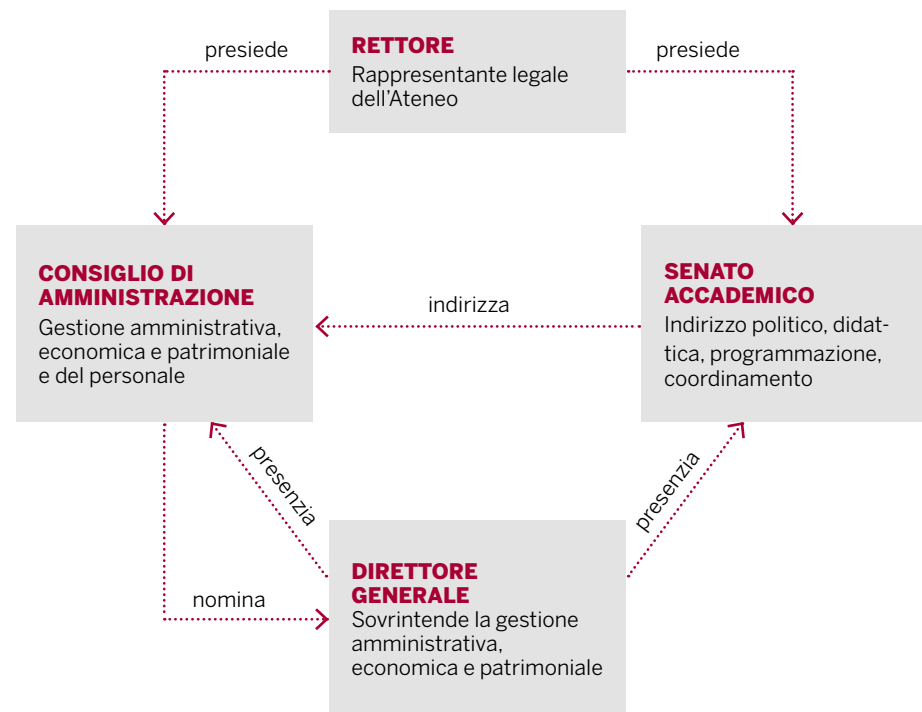 presiede
RETTORE
Rappresentante legale
dell'Ateneo
presiede
CONSIGLIO DI
AMMINISTRAZIONE
Gestione amministrativa,
economica e patrimoniale
e del personale
indirizza
SENATO
ACCADEMICO
Indirizzo politico, didat-
tica, programmazione,
coordinamento
presenzia
presenzia
nomina
DIRETTORE
GENERALE
Sovrintende la gestione
amministrativa,
economica e patrimoniale